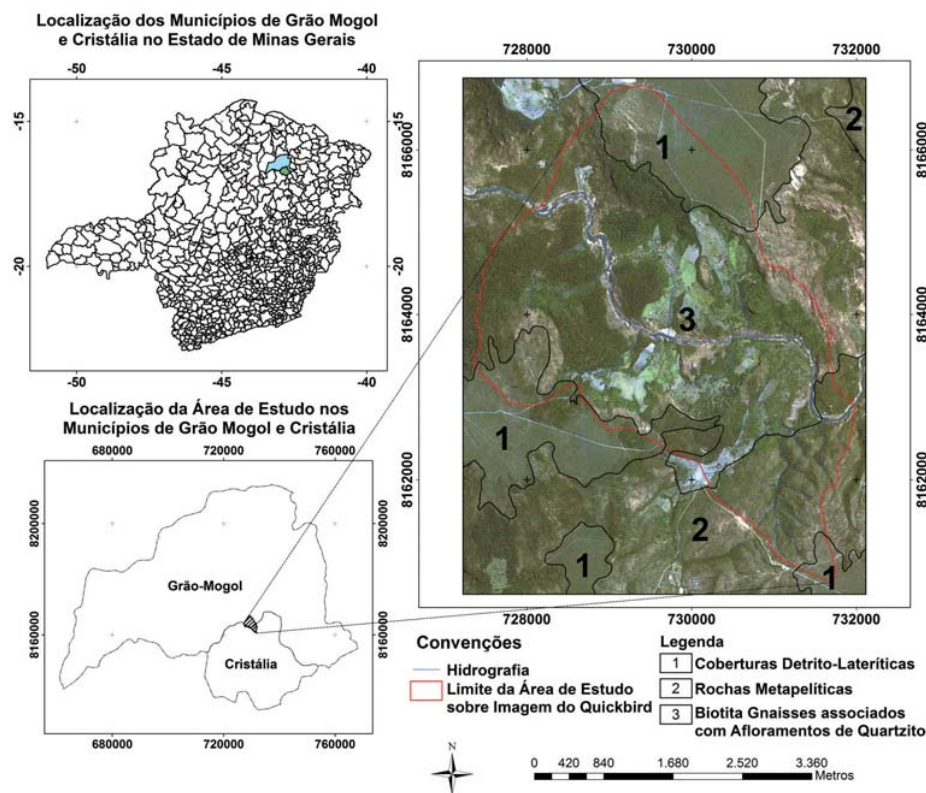 Localização dos Municípios de Grão Mogol
e Cristália no Estado de Minas Gerais
-50 -45 -40
-15 -15
-20 -20
-50 -45 -40
Localização da Área de Estudo nos
Municípios de Grão Mogol e Cristália
680000 720000 760000
8200000 8200000
8160000 8160000
Grão-Mogol
Cristália
680000 720000 760000
728000 730000 732000
8166000 8166000
8164000 8164000
8162000 8162000
1
2
3
1
2
1
1
728000 730000 732000
Convenções
Hidrografia
Limite da Área de Estudo
sobre Imagem do Quickbird
Legenda
1 Coberturas Detrito-Lateríticas
2 Rochas Metapelíticas
3 Biotita Gnaisses associados
com Afloramentos de Quartzito
N
0 420 840 1.680 2.520 3.360
Metros